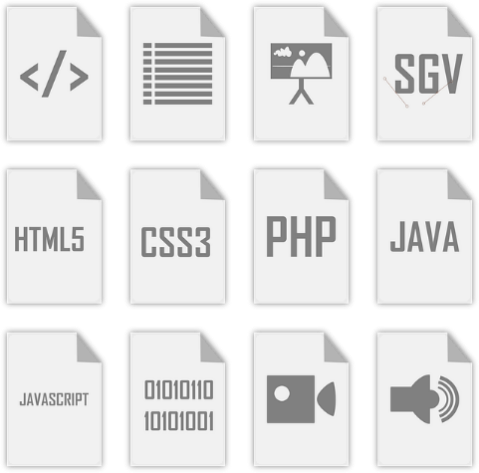 </>
SGV
HTML5
CSS3
PHP
JAVA
JAVASCRIPT
01010110
10101001